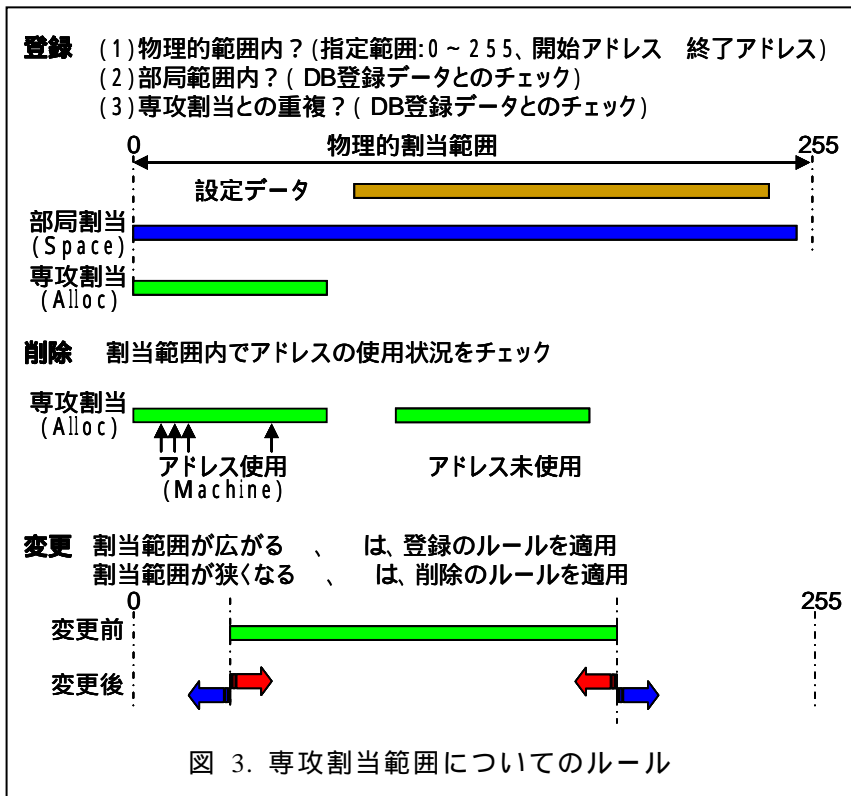 登録 (1)物理的範囲内?(指定範囲:0~255、開始アドレス 終了アドレス)
(2)部局範囲内?( DB登録データとのチェック)
(3)専攻割当との重複?( DB登録データとのチェック)
0 物理的割当範囲 255
設定データ
部局割当
(Space)
専攻割当
(Alloc)
削除 割当範囲内でアドレスの使用状況をチェック
専攻割当
(Alloc)
アドレス使用 アドレス未使用
(Machine)
変更 割当範囲が広がる 、 は、登録のルールを適用
割当範囲が狭くなる 、 は、削除のルールを適用
0 255
変更前
変更後
図 3. 専攻割当範囲についてのルール